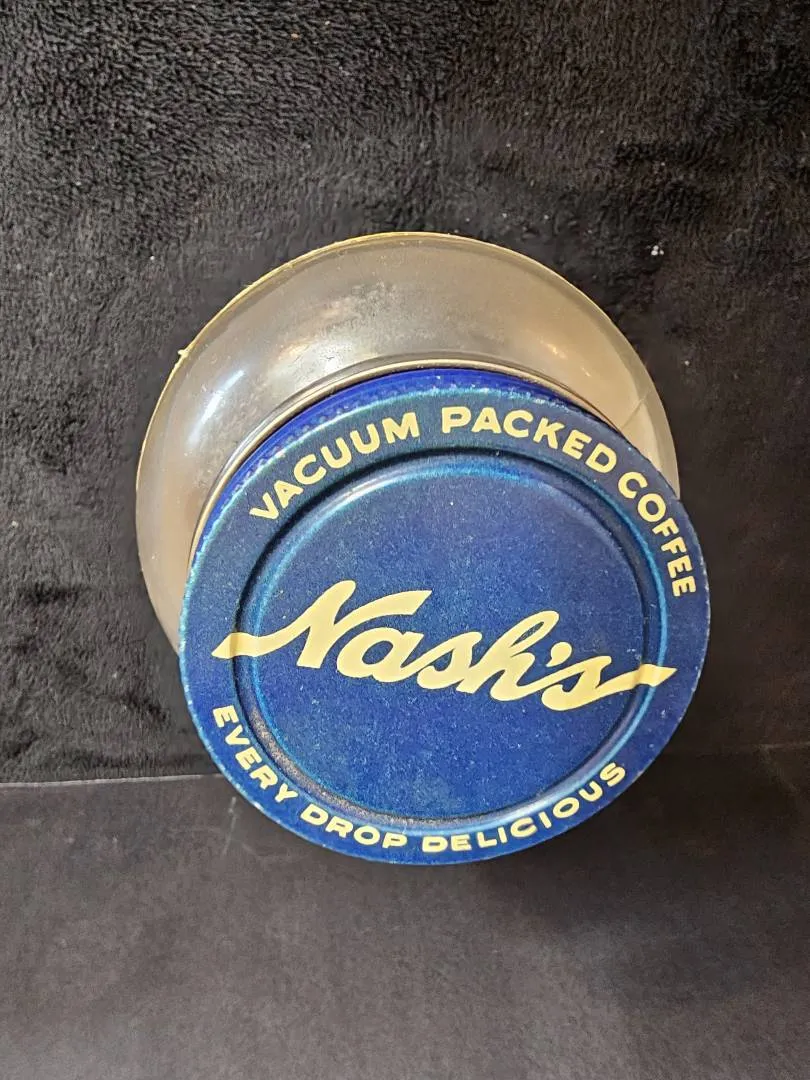 VACUUM PACKED COFFEE
Nash's
EVERY DROP DELICIOUS